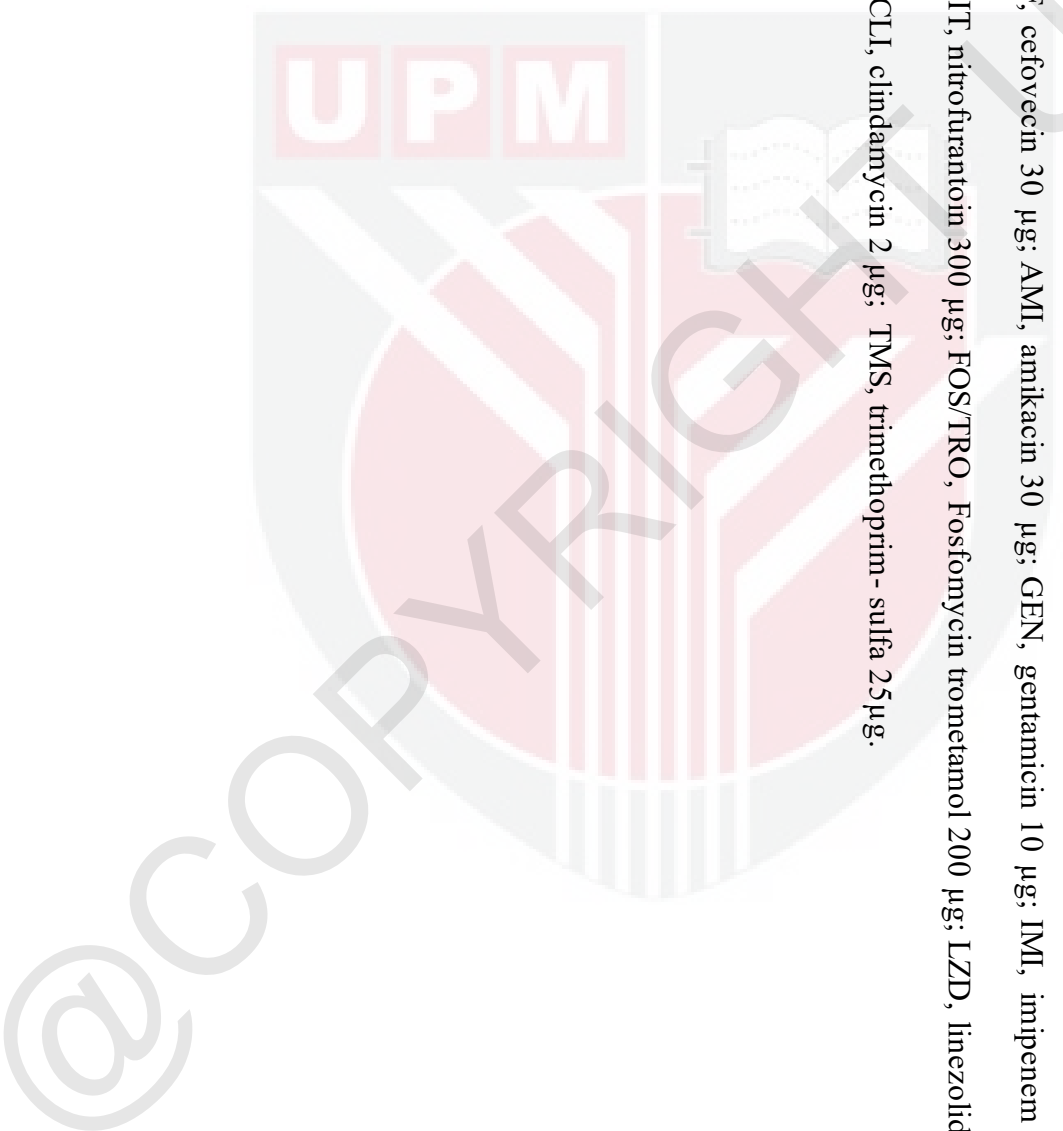 , cefovecin 30 µg; AMI, amikacin 30 µg; GEN, gentamicin 10 µg; IMI, imipenem
IT, nitrofurantoin 300 µg; FOS/TRO, Fosfomycin trometamol 200 µg; LZD, linezolid
CLI, clindamycin 2 µg; TMS, trimethoprim- sulfa 25µg.
UPM
@COPYRIGHT U